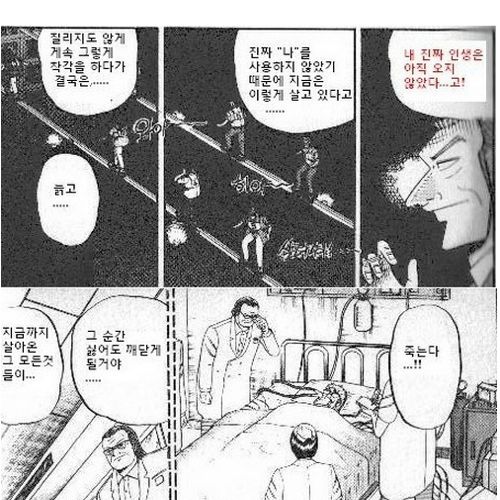 내 진짜 인생은
아직 오지
않았다...고!
진짜 "나"를
사용하지 않았기
때문에 지금은
이렇게 살고 있다고
......
질리지도 않게
게속 그렇게
착각을 하다가
결국은......
늙고
.....
죽는다
...!!
그 순간
싫어도 깨닫게
될거야
.....
지금까지
살아온
그 모든것
들이...